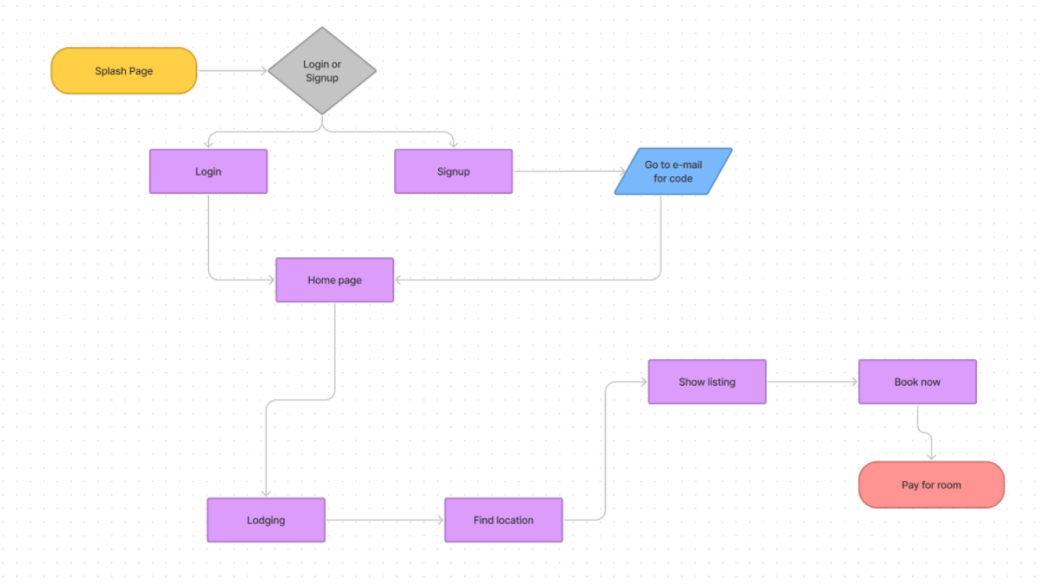 Splash Page
Login or
Signup
Login
Signup
Go to e-mail
for code
Home page
Show listing
Book now
Pay for room
Lodging
Find location